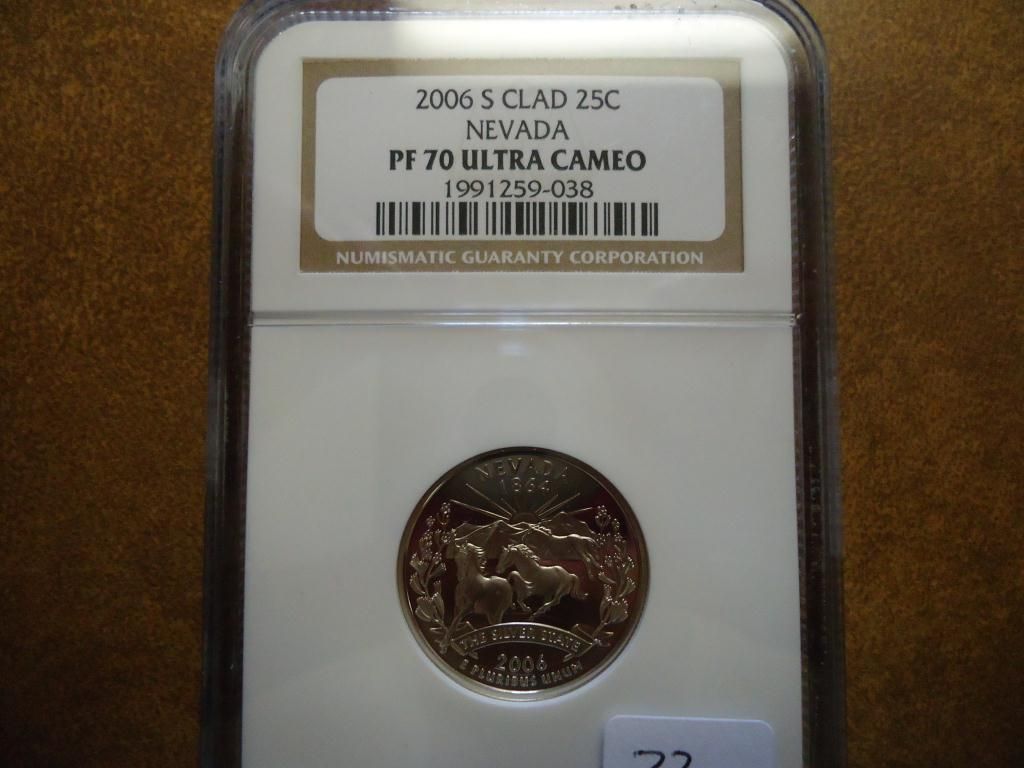 2006 S CLAD 25C
NEVADA
PF 70 ULTRA CAMEO
1991259-038
NUMISMATIC GUARANTY CORPORATION
NEVADA
1864
THE SILVER STATE
2006
E PLURIBUS UNUM